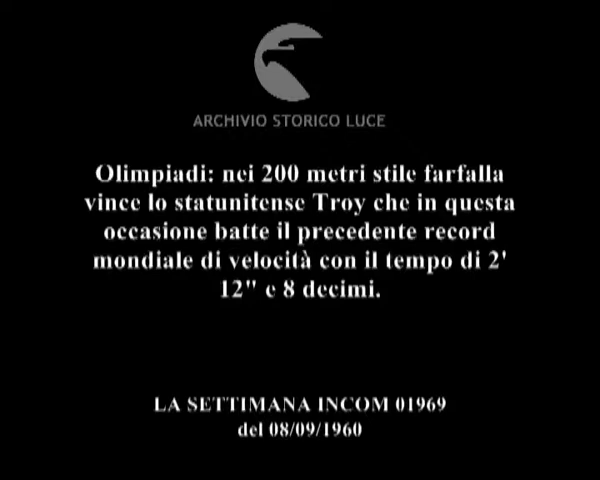 ARCHIVIO STORICO LUCE
Olimpiadi: nei 200 metri stile farfalla
vince lo statunitense Troy che in questa
occasione batte il precedente record
mondiale di velocità con il tempo di 2'
12" e 8 decimi.
LA SETTIMANA INCOM 01969
del 08/09/1960